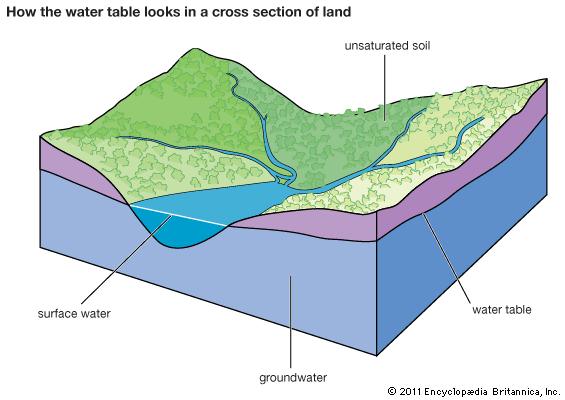 How the water table looks in a cross section of land
unsaturated soil
surface water
water table
groundwater
© 2011 Encyclopædia Britannica, Inc.